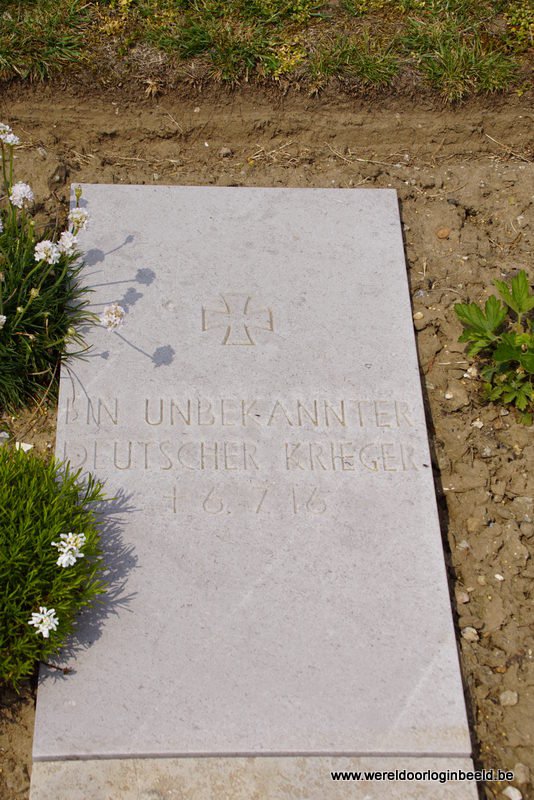 EIN UNBEKANNTER
DEUTSCHER KRIEGER
† 6.7.16
www.wereldoorloginbeeld.be